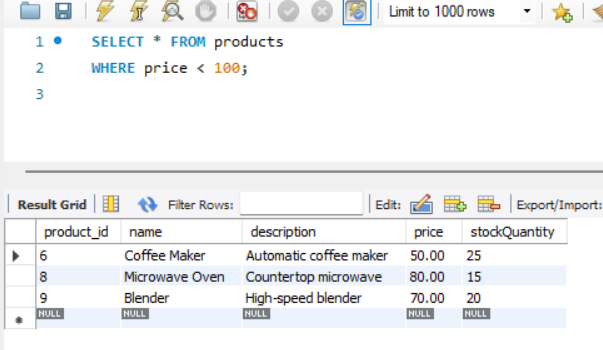 Limit to 1000 rows
1 SELECT * FROM products
2 WHERE price < 100;
3
Result Grid Filter Rows: Edit: Export/Import:
product_id name description price stockQuantity
6 Coffee Maker Automatic coffee maker 50.00 25
8 Microwave Oven Countertop microwave 80.00 15
9 Blender High-speed blender 70.00 20
NULL NULL NULL NULL NULL